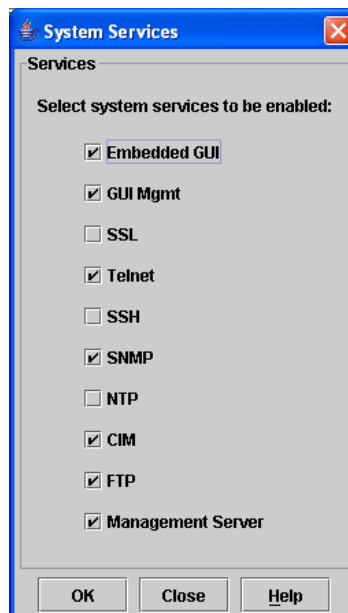 System Services
Services
Select system services to be enabled:
Embedded GUI
GUI Mgmt
SSL
Telnet
SSH
SNMP
NTP
CIM
FTP
Management Server
OK Close Help